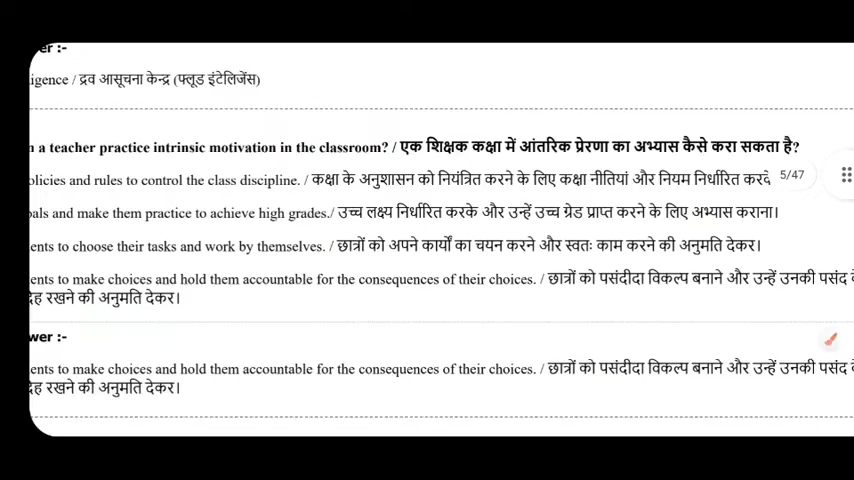 er :-
igence / द्रव आसूचना केन्द्र (फ्लूड इंटेलिजेंस)
n a teacher practice intrinsic motivation in the classroom? / एक शिक्षक कक्षा में आंतरिक प्रेरणा का अभ्यास कैसे करा सकता है?
olicies and rules to control the class discipline. / कक्षा के अनुशासन को नियंत्रित करने के लिए कक्षा नीतियां और नियम निर्धारित करके
5/47
als and make them practice to achieve high grades./ उच्च लक्ष्य निर्धारित करके और उन्हें उच्च ग्रेड प्राप्त करने के लिए अभ्यास कराना।
ents to choose their tasks and work by themselves. / छात्रों को अपने कार्यों का चयन करने और स्वतः काम करने की अनुमति देकर।
ents to make choices and hold them accountable for the consequences of their choices. / छात्रों को पसंदीदा विकल्प बनाने और उन्हें उनकी पसंद
देह रखने की अनुमति देकर।
wer :-
ents to make choices and hold them accountable for the consequences of their choices. / छात्रों को पसंदीदा विकल्प बनाने और उन्हें उनकी पसंद
देह रखने की अनुमति देकर।